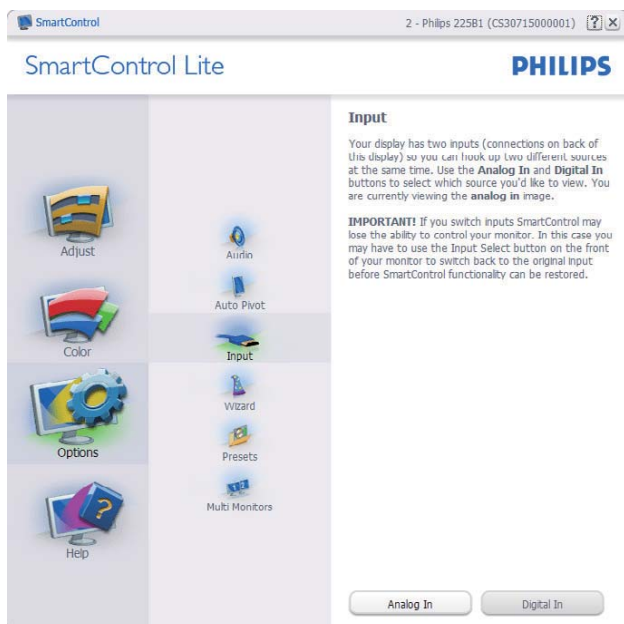 SmartControl
2 - Philips 225B1 (CS30715000001)
?
SmartControl Lite
PHILIPS
Adjust
Color
Options
Help
Audio
Auto Pivot
Input
Wizard
Presets
Multi Monitors
Input
Your display has two inputs (connections on back of
this display) so you can hook up two different sources
at the same time. Use the Analog In and Digital In
buttons to select which source you'd like to view. You
are currently viewing the analog in image.
IMPORTANT! If you switch inputs SmartControl may
lose the ability to control your monitor. In this case you
may have to use the Input Select button on the front
of your monitor to switch back to the original input
before SmartControl functionality can be restored.
Analog In
Digital In